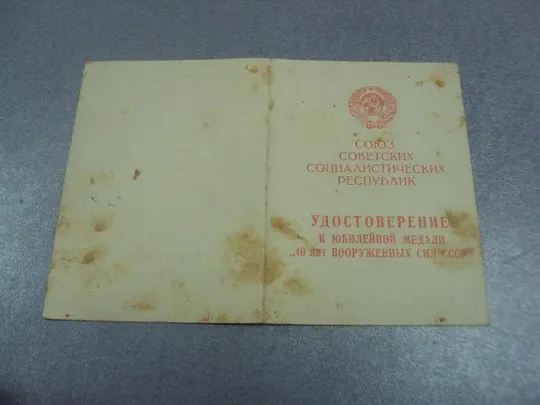 СОЮЗ
СОВЕТСКИХ
СОЦИАЛИСТИЧЕСКИХ
РЕСПУБЛИК
УДОСТОВЕРЕНИЕ
К ЮБИЛЕЙНОЙ МЕДАЛИ
„40 ЛЕТ ВООРУЖЕННЫХ СИЛ СССР"